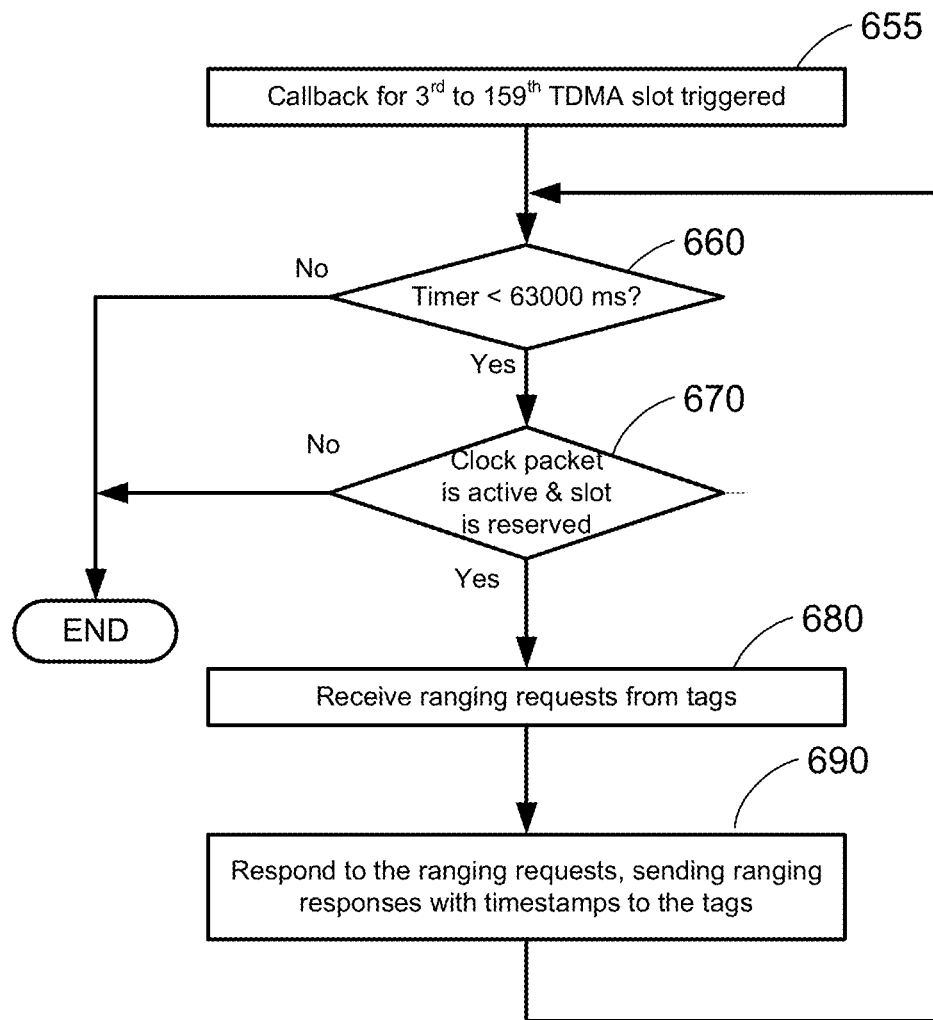 655
Callback for 3rd to 159th TDMA slot triggered
660
No
Timer < 63000 ms?
Yes
670
No
Clock packet
is active & slot
is reserved
Yes
END
680
Receive ranging requests from tags
690
Respond to the ranging requests, sending ranging
responses with timestamps to the tags